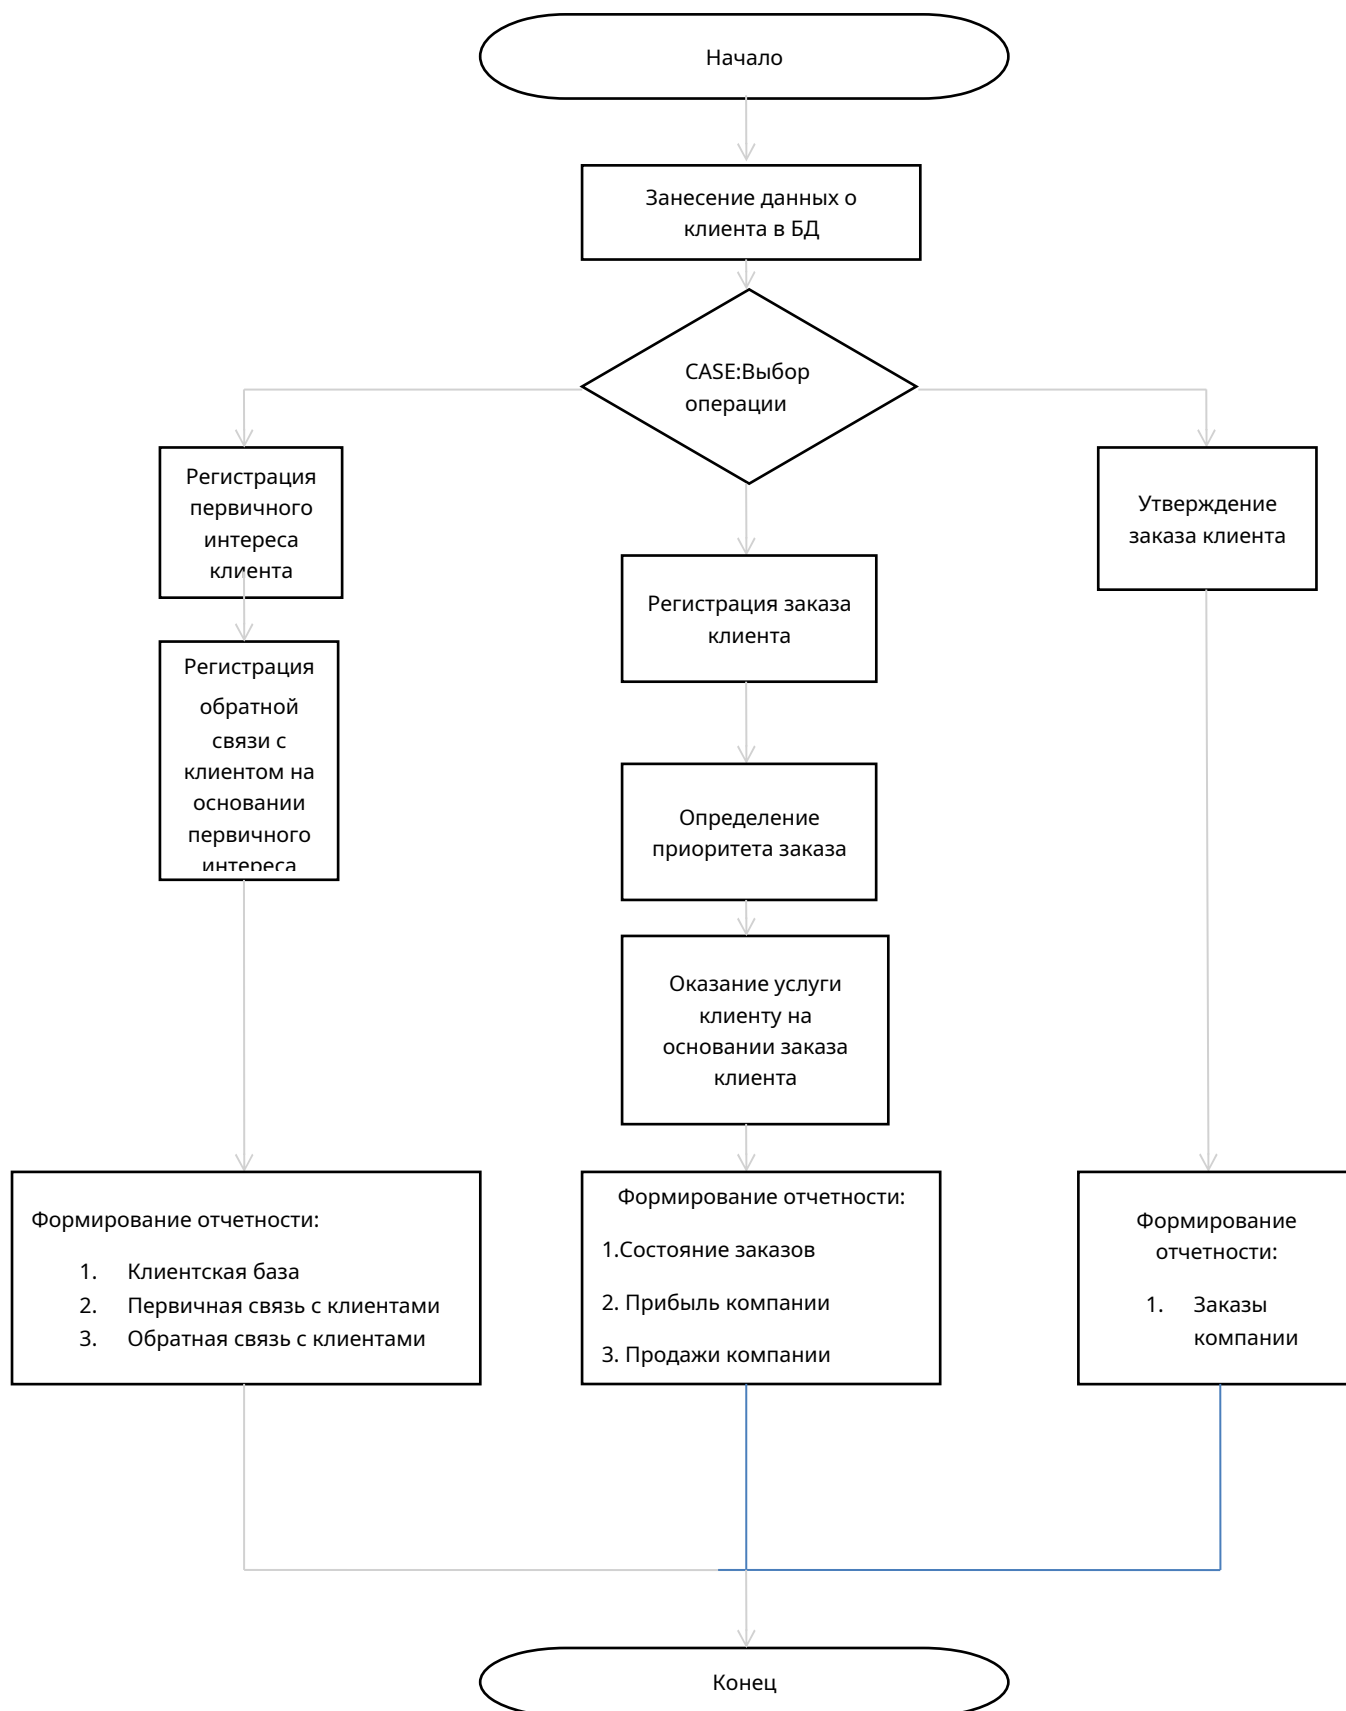 Начало
Занесение данных о
клиента в БД
CASE:Выбор
операции
Регистрация
первичного
интереса
клиента
Регистрация
обратной
связи с
клиентом на
основании
первичного
интереса
Регистрация заказа
клиента
Определение
приоритета заказа
Оказание услуги
клиенту на
основании заказа
клиента
Утверждение
заказа клиента
Формирование отчетности:
1. Клиентская база
2. Первичная связь с клиентами
3. Обратная связь с клиентами
Формирование отчетности:
1.Состояние заказов
2. Прибыль компании
3. Продажи компании
Формирование
отчетности:
1. Заказы
компании
Конец